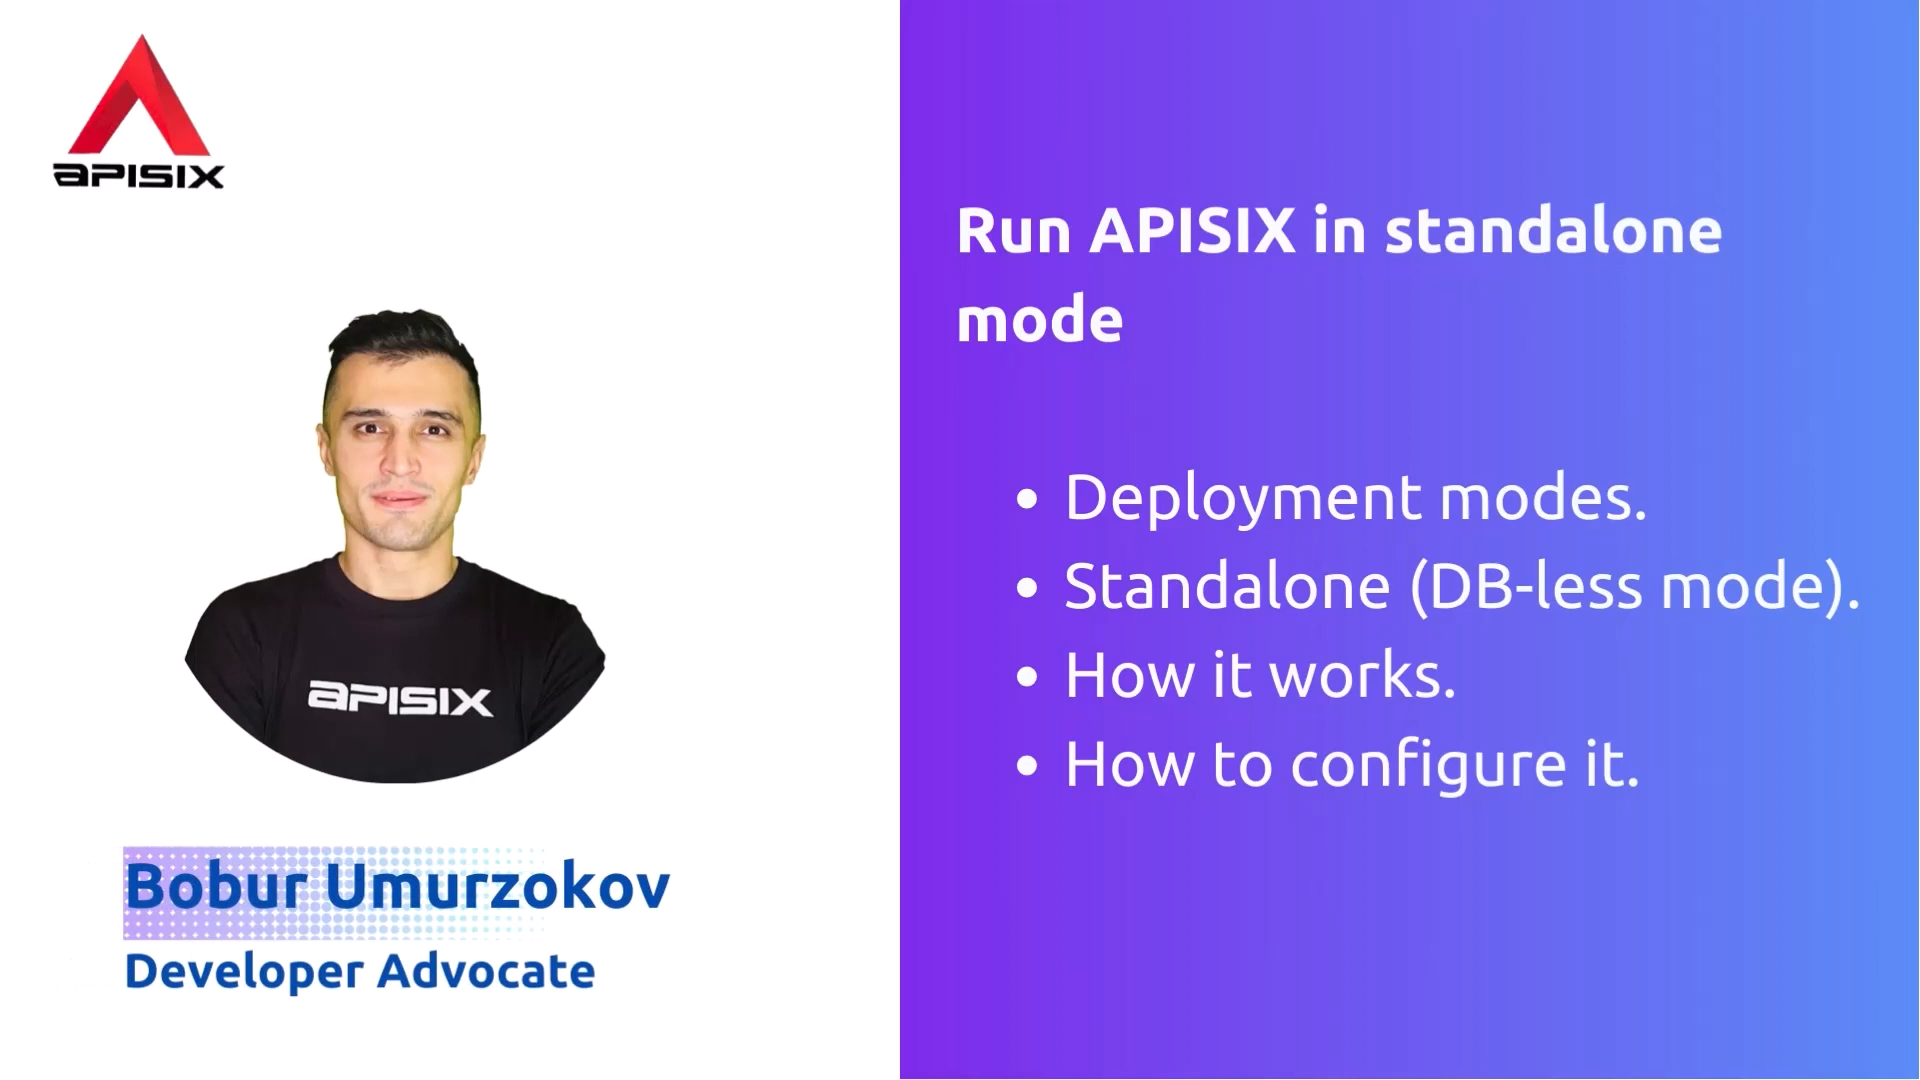 APISIX
APISIX
Bobur Umurzokov
Developer Advocate
Run APISIX in standalone
mode
• Deployment modes.
• Standalone (DB-less mode).
• How it works.
• How to configure it.